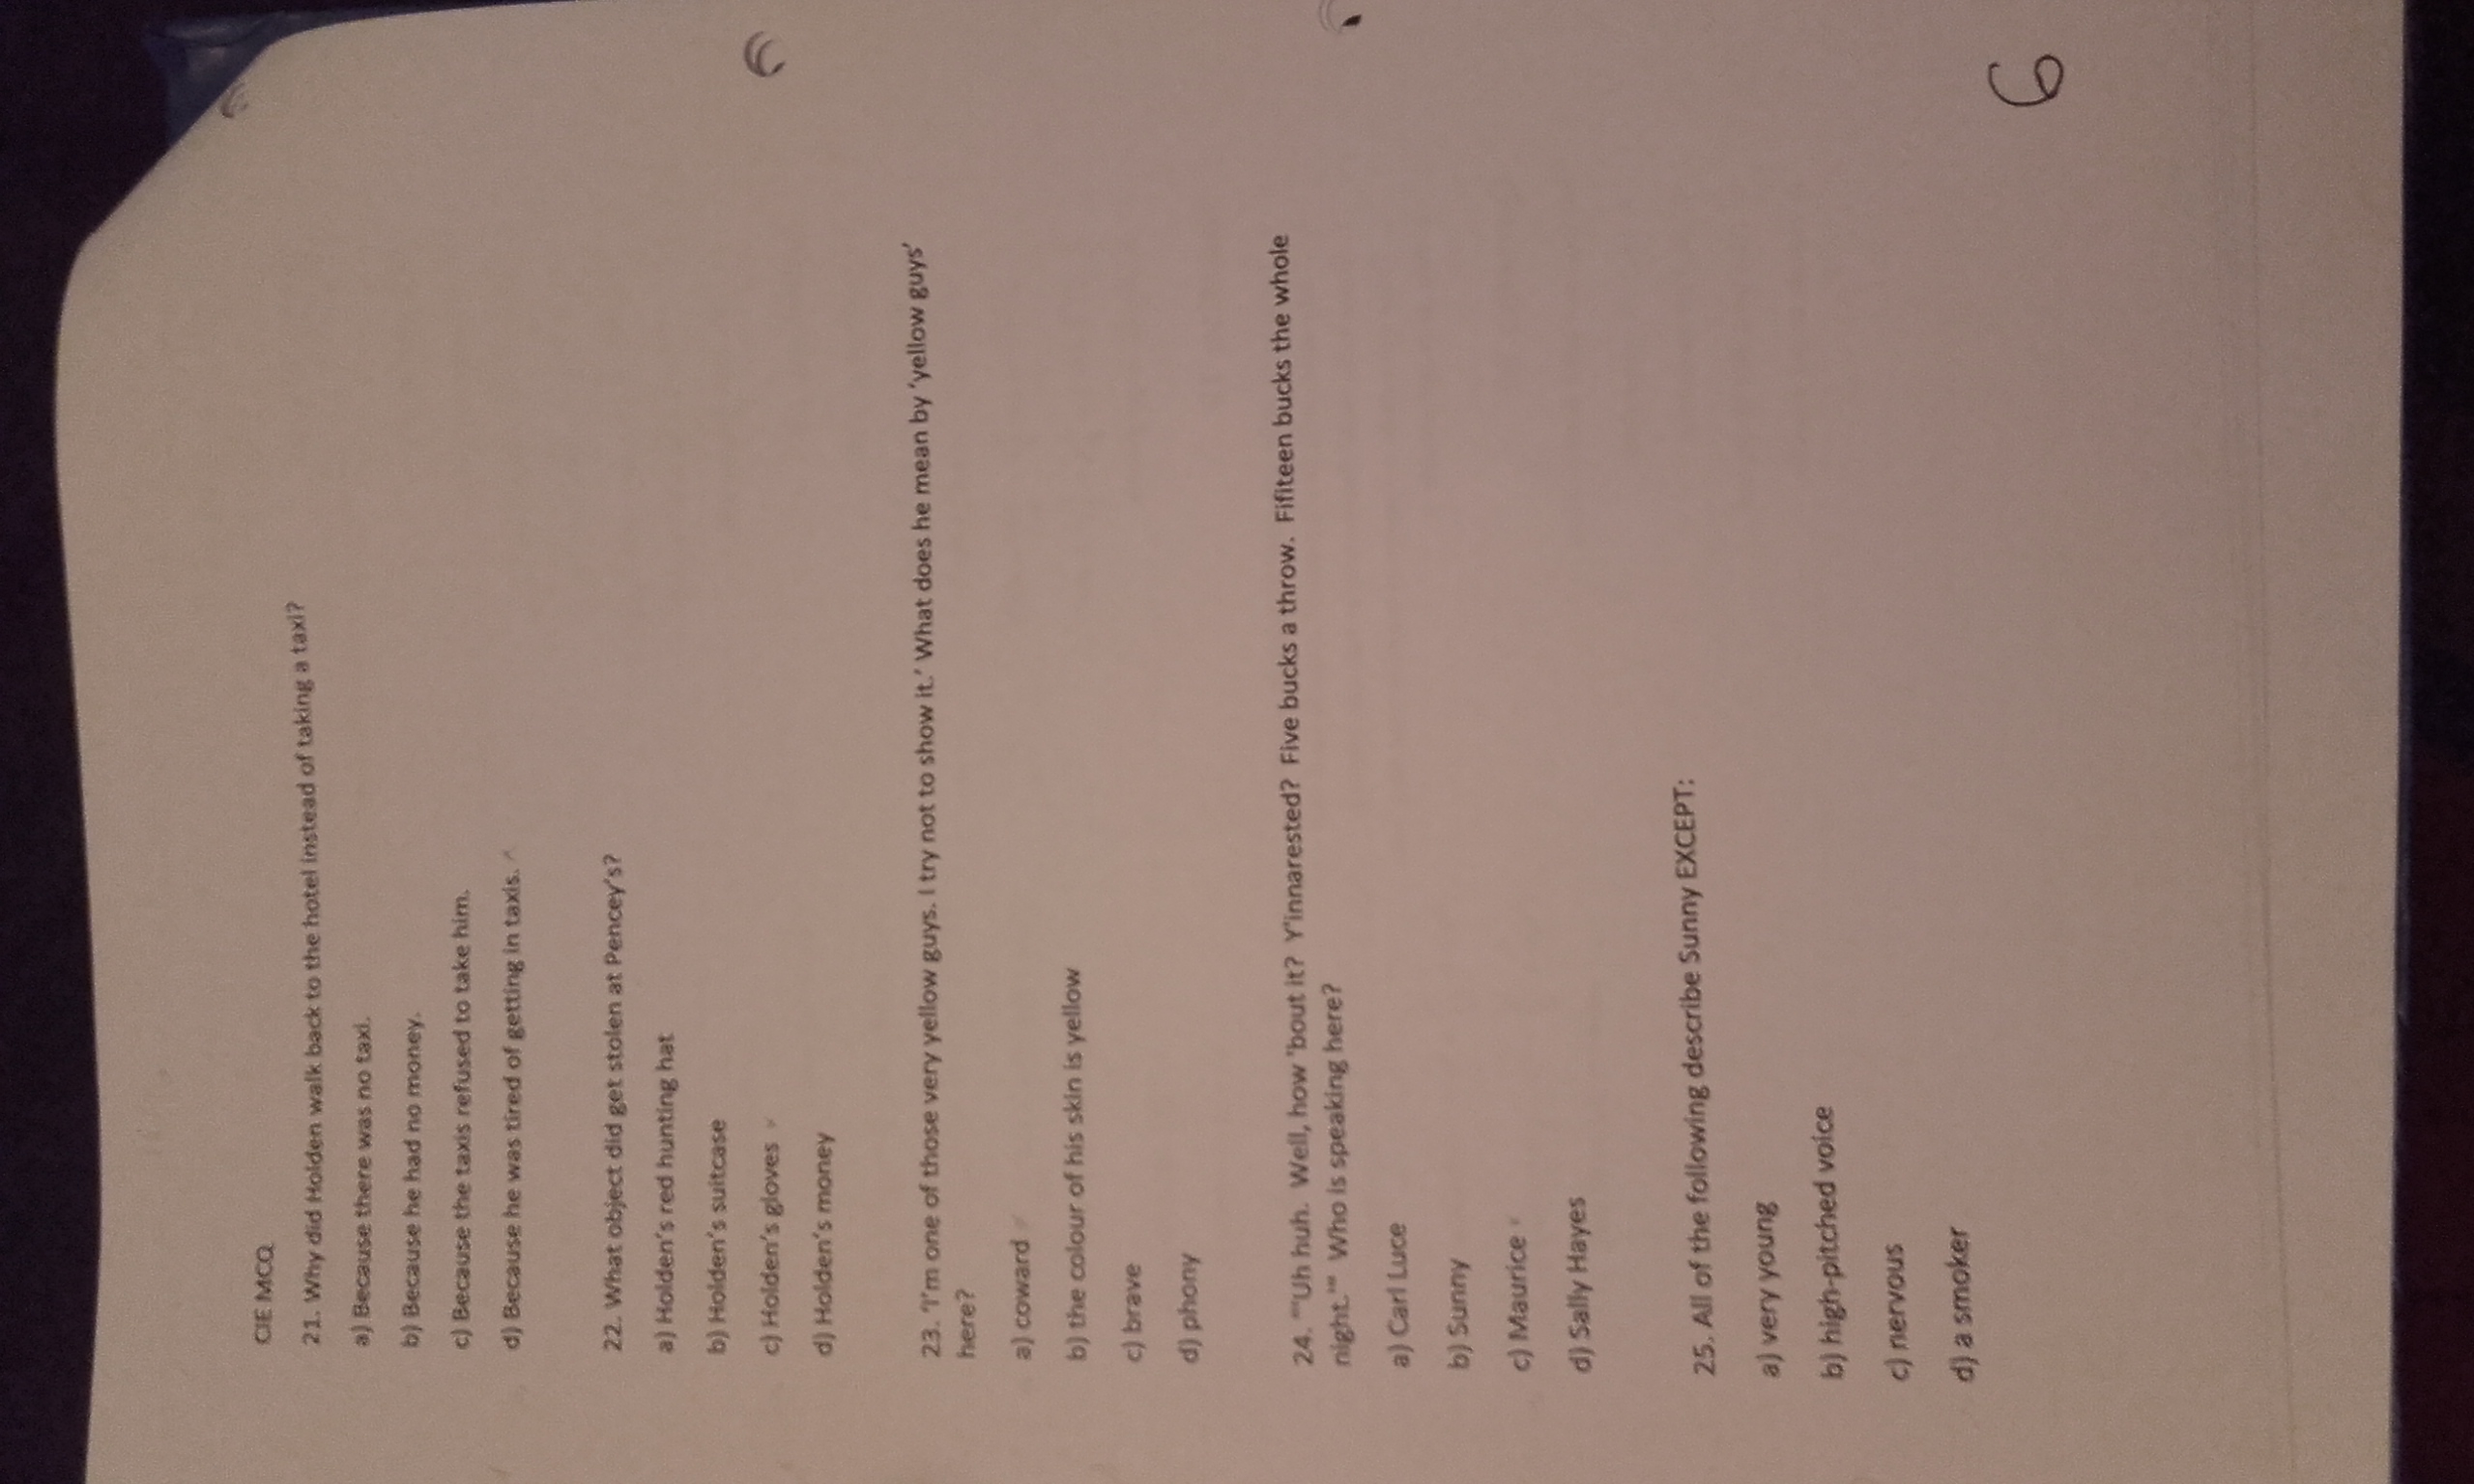 CIE MCQ
21. Why did Holden walk back to the hotel instead of taking a taxi?
a) Because there was no taxi.
b) Because he had no money.
c) Because the taxis refused to take him.
d) Because he was tired of getting in taxis.
22. What object did get stolen at Pencey's?
a) Holden's red hunting hat
b) Holden's suitcase
c) Holden's gloves
d) Holden's money
23. 'I'm one of those very yellow guys. I try not to show it.' What does he mean by 'yellow guys'
here?
a) coward
b) the colour of his skin is yellow
c) brave
d) phony
24. "'Uh huh.  Well, how 'bout it?  Y'innarested?  Five bucks a throw.  Fifiteen bucks the whole
night.'"  Who is speaking here?
a) Carl Luce
b) Sunny
c) Maurice
d) Sally Hayes
25. All of the following describe Sunny EXCEPT:
a) very young
b) high-pitched voice
c) nervous
d) a smoker
6